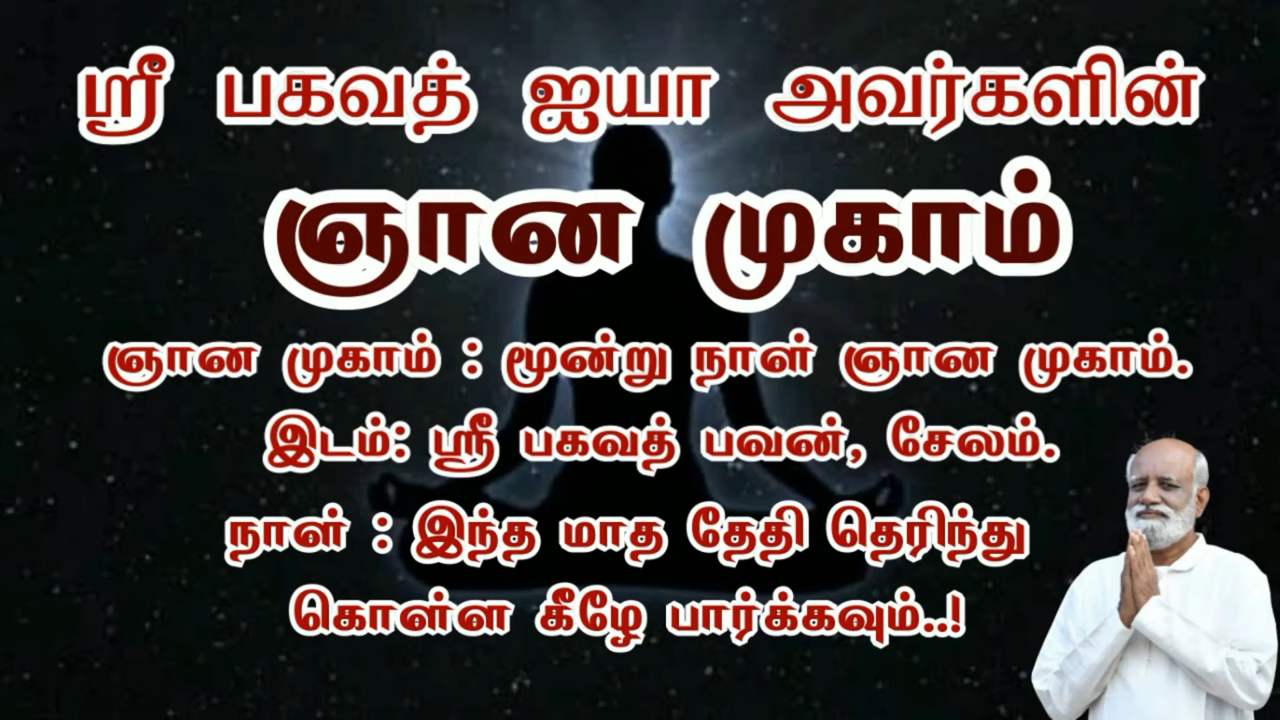 ஸ்ரீ பகவத் ஐயா அவர்களின்
ஞான முகாம்
ஞான முகாம் : மூன்று நாள் ஞான முகாம்.
இடம்: ஸ்ரீ பகவத் பவன், சேலம்.
நாள் : இந்த மாத தேதி தெரிந்து
கொள்ள கீழே பார்க்கவும்..!